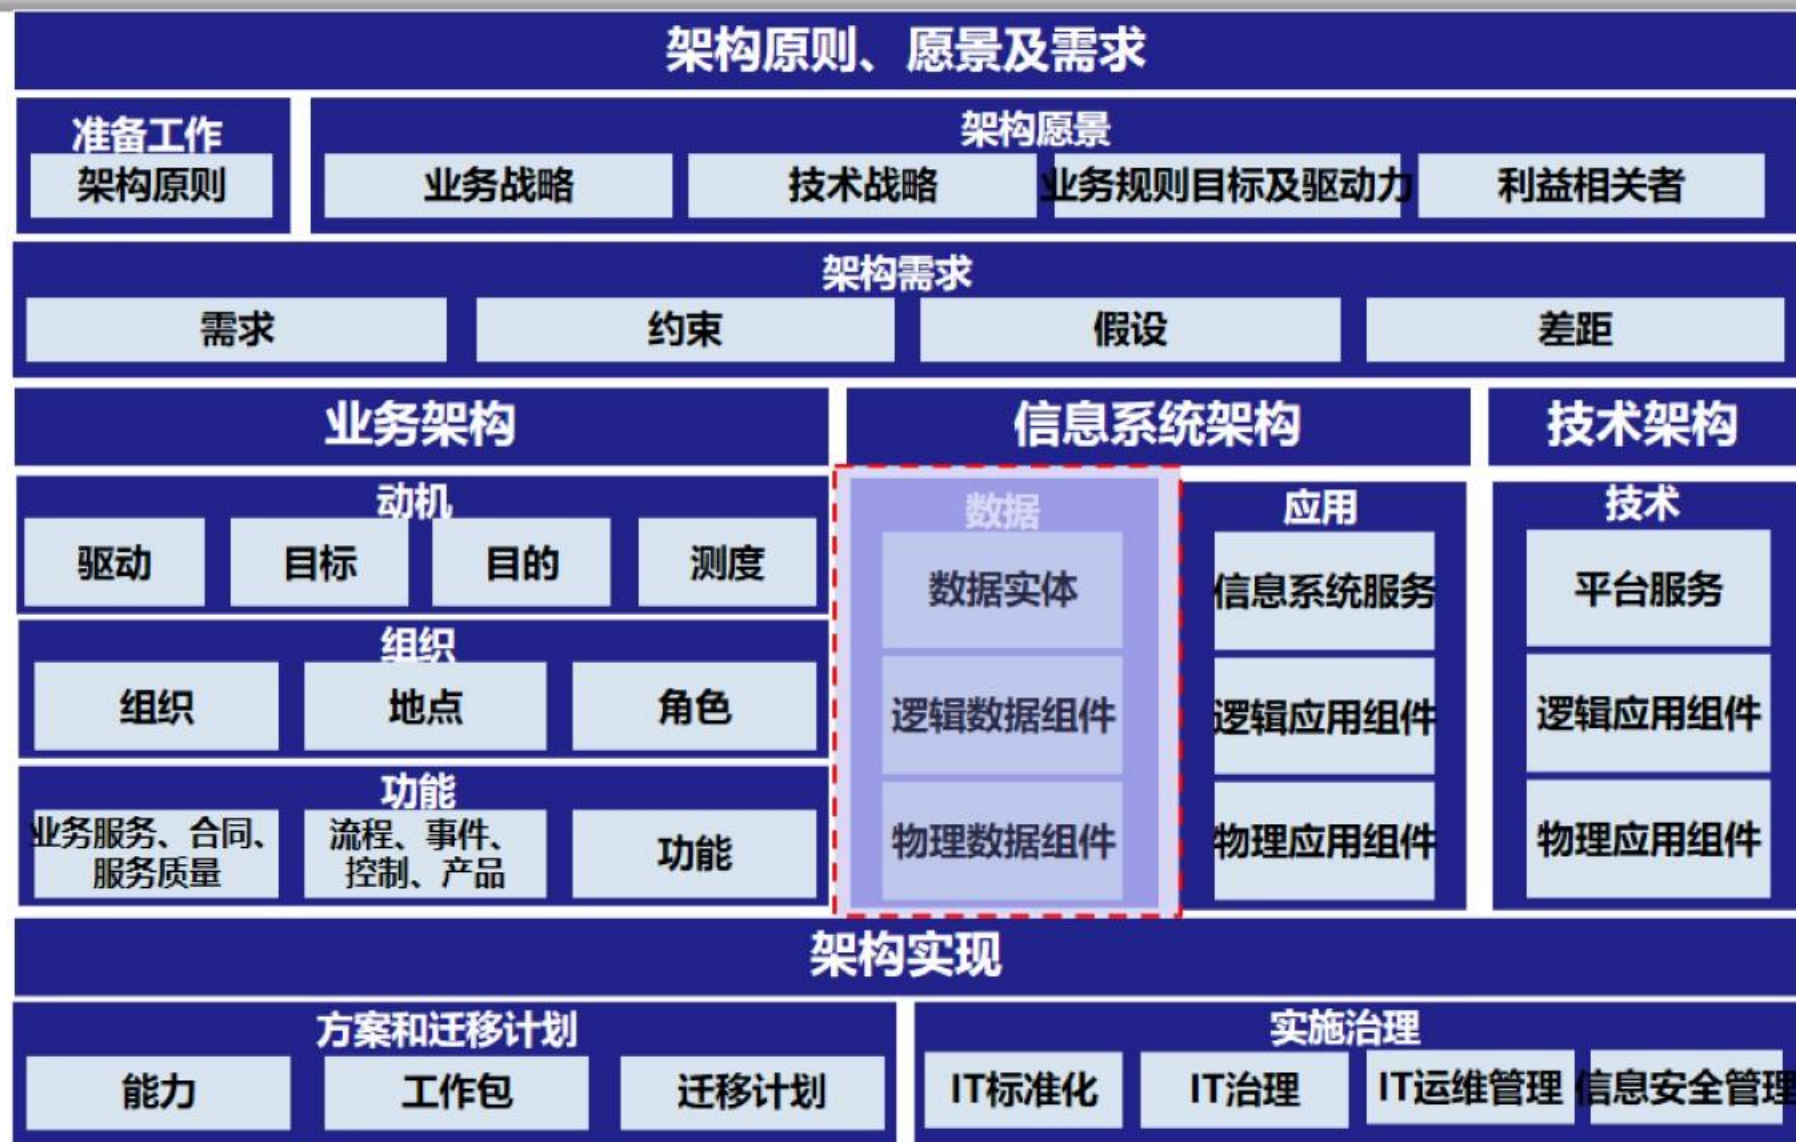 架构原则、愿景及需求
准备工作
架构原则
架构愿景
业务战略
技术战略
业务规则目标及驱动力
利益相关者
架构需求
需求
约束
假设
差距
业务架构
动机
驱动
目标
目的
测度
组织
组织
地点
角色
功能
业务服务、合同、
服务质量
流程、事件、
控制、产品
功能
信息系统架构
数据
数据实体
逻辑数据组件
物理数据组件
应用
信息系统服务
逻辑应用组件
物理应用组件
技术架构
技术
平台服务
逻辑应用组件
物理应用组件
架构实现
方案和迁移计划
能力
工作包
迁移计划
实施治理
IT标准化
IT治理
IT运维管理
信息安全管理